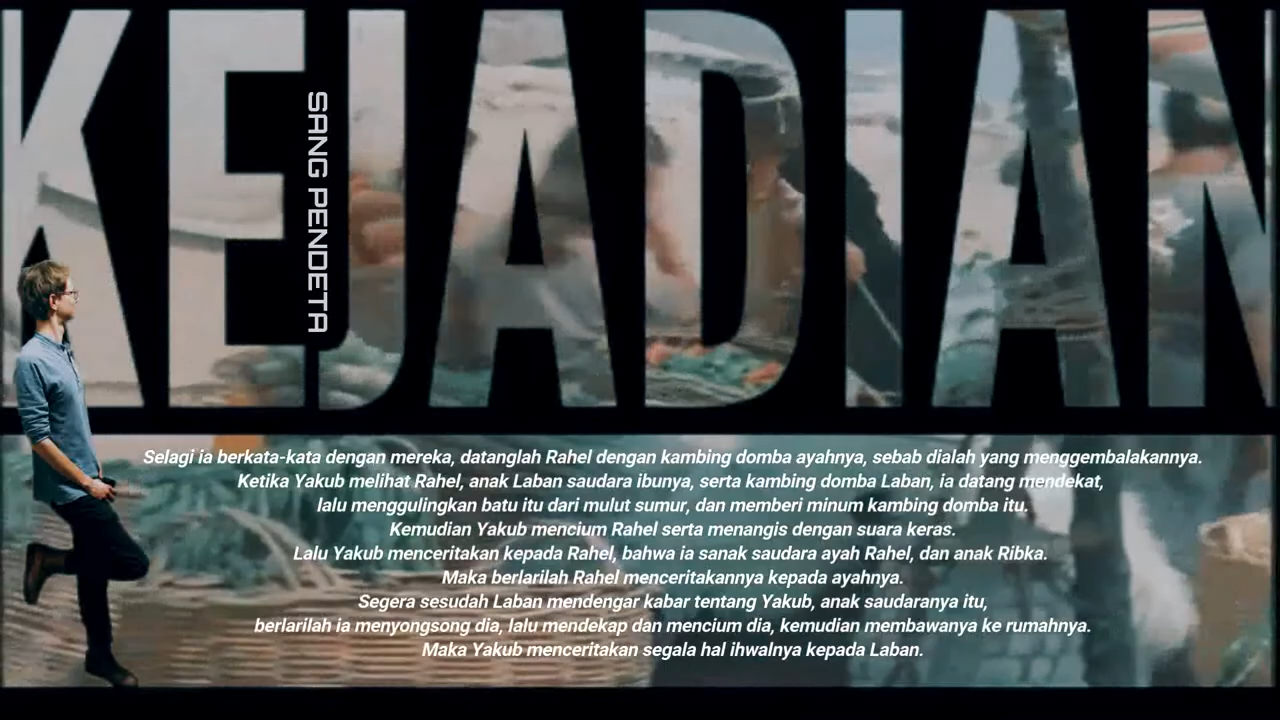 KEJADIAN
SANG PENDETA
Selagi ia berkata-kata dengan mereka, datanglah Rahel dengan kambing domba ayahnya, sebab dialah yang menggembalakannya.
Ketika Yakub melihat Rahel, anak Laban saudara ibunya, serta kambing domba Laban, ia datang mendekat,
lalu menggulingkan batu itu dari mulut sumur, dan memberi minum kambing domba itu.
Kemudian Yakub mencium Rahel serta menangis dengan suara keras.
Lalu Yakub menceritakan kepada Rahel, bahwa ia sanak saudara ayah Rahel, dan anak Ribka.
Maka berlarilah Rahel menceritakannya kepada ayahnya.
Segera sesudah Laban mendengar kabar tentang Yakub, anak saudaranya itu,
berlarilah ia menyongsong dia, lalu mendekap dan mencium dia, kemudian membawanya ke rumahnya.
Maka Yakub menceritakan segala hal ihwalnya kepada Laban.